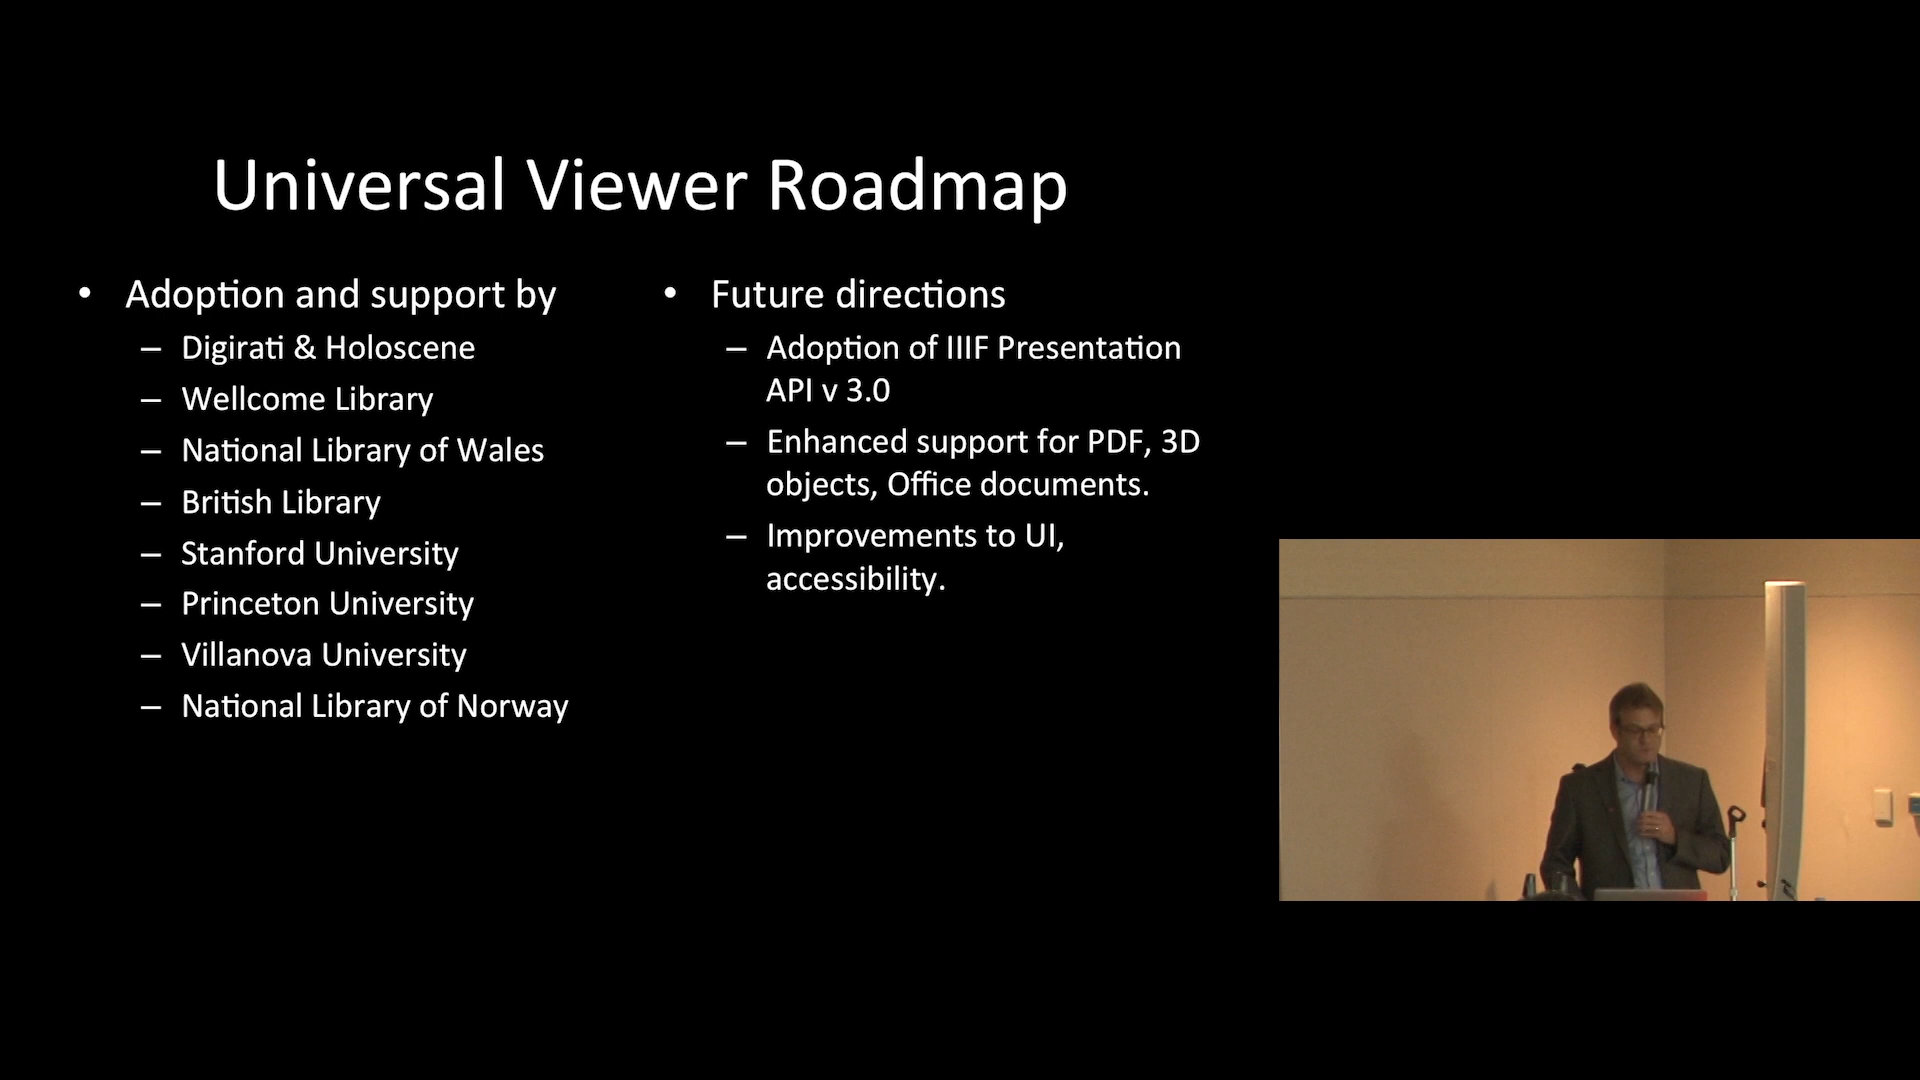 Universal Viewer Roadmap
• Adoption and support by
– Digirati & Holoscene
– Wellcome Library
– National Library of Wales
– British Library
– Stanford University
– Princeton University
– Villanova University
– National Library of Norway
• Future directions
– Adoption of IIIF Presentation
API v 3.0
– Enhanced support for PDF, 3D
objects, Office documents.
– Improvements to UI,
accessibility.